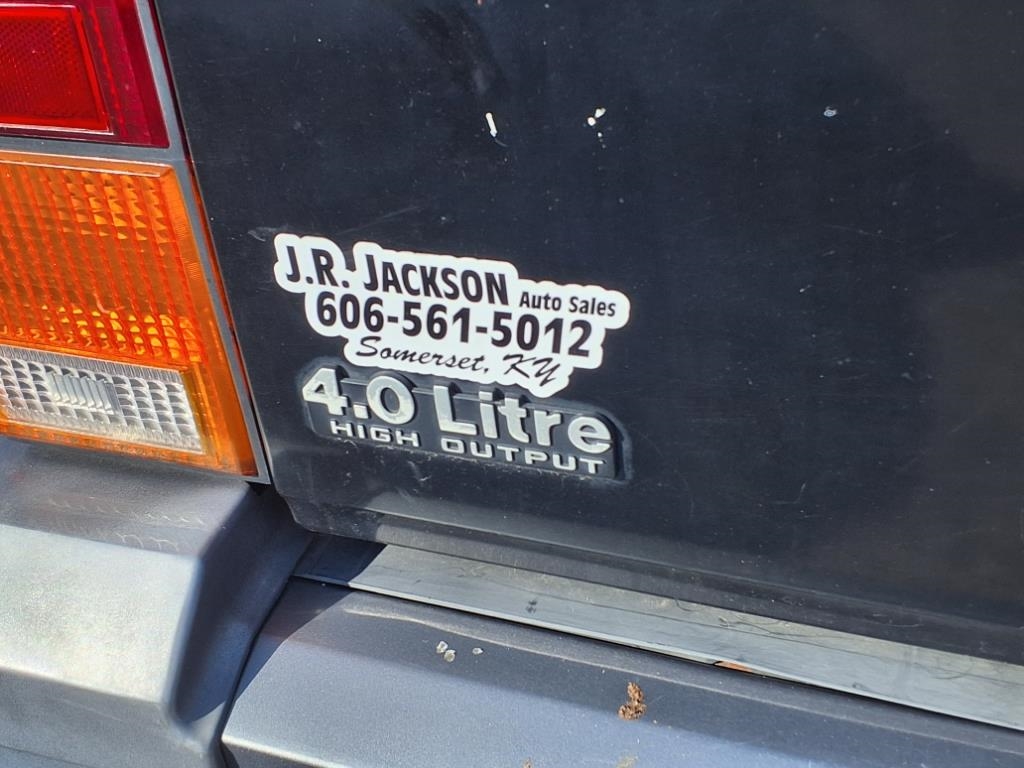 J.R. JACKSON Auto Sales
606-561-5012
Somerset, KY
4.0 Litre
HIGH OUTPUT